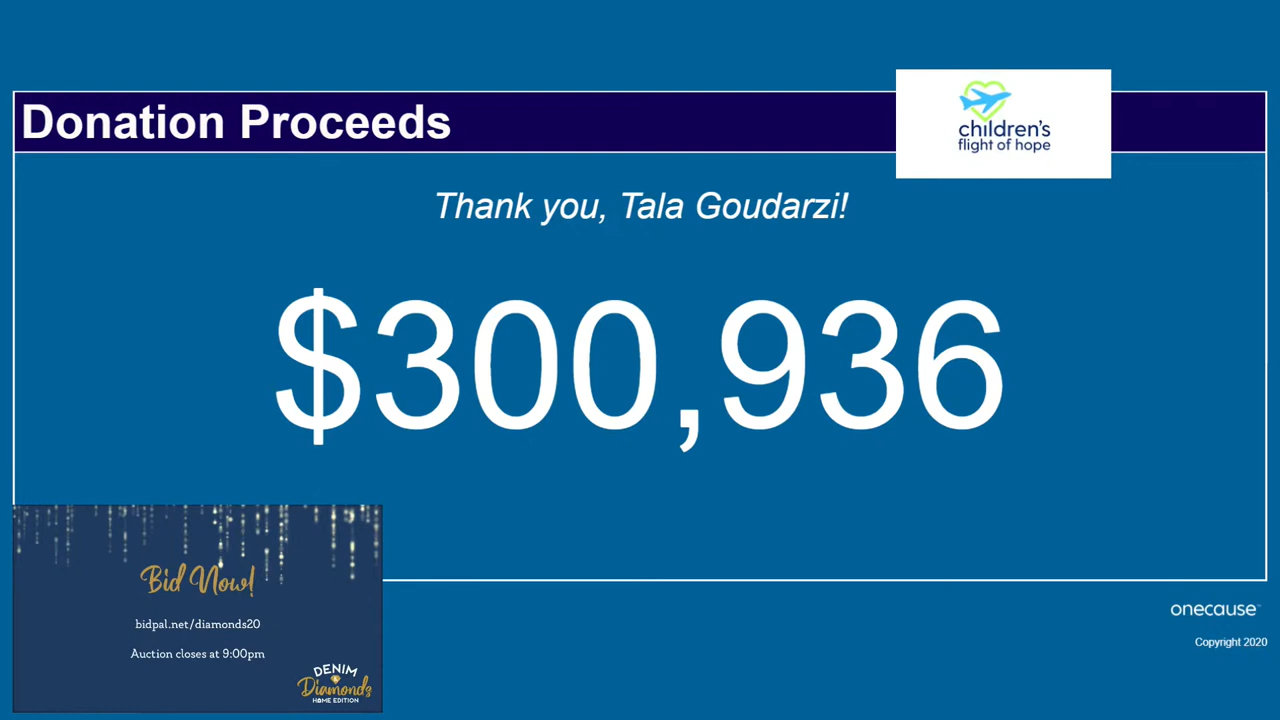 Donation Proceeds
children's
flight of hope
Thank you, Tala Goudarzi!
$300,936
Bid Now!
bidpal.net/diamonds20
Auction closes at 9:00pm
DENIM
Diamonds
HOME EDITION
onecause™
Copyright 2020